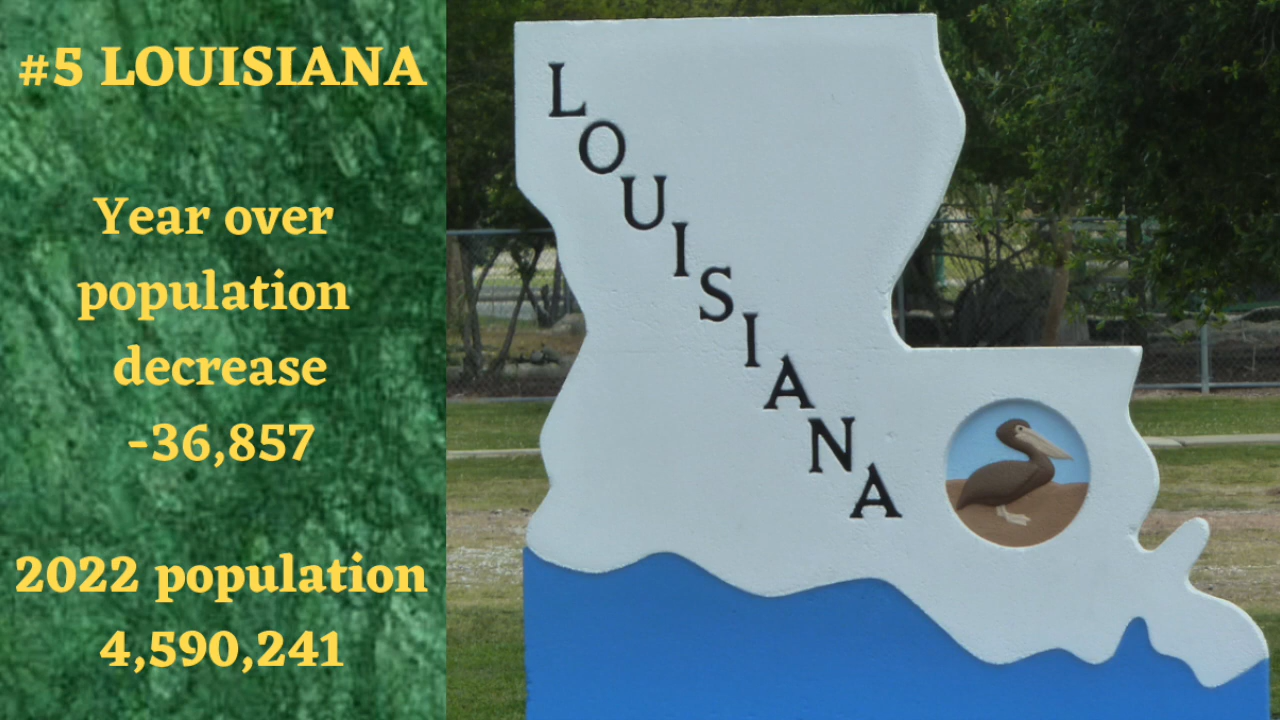 #5 LOUISIANA
Year over
population
decrease
-36,857
2022 population
4,590,241
LOUISIANA